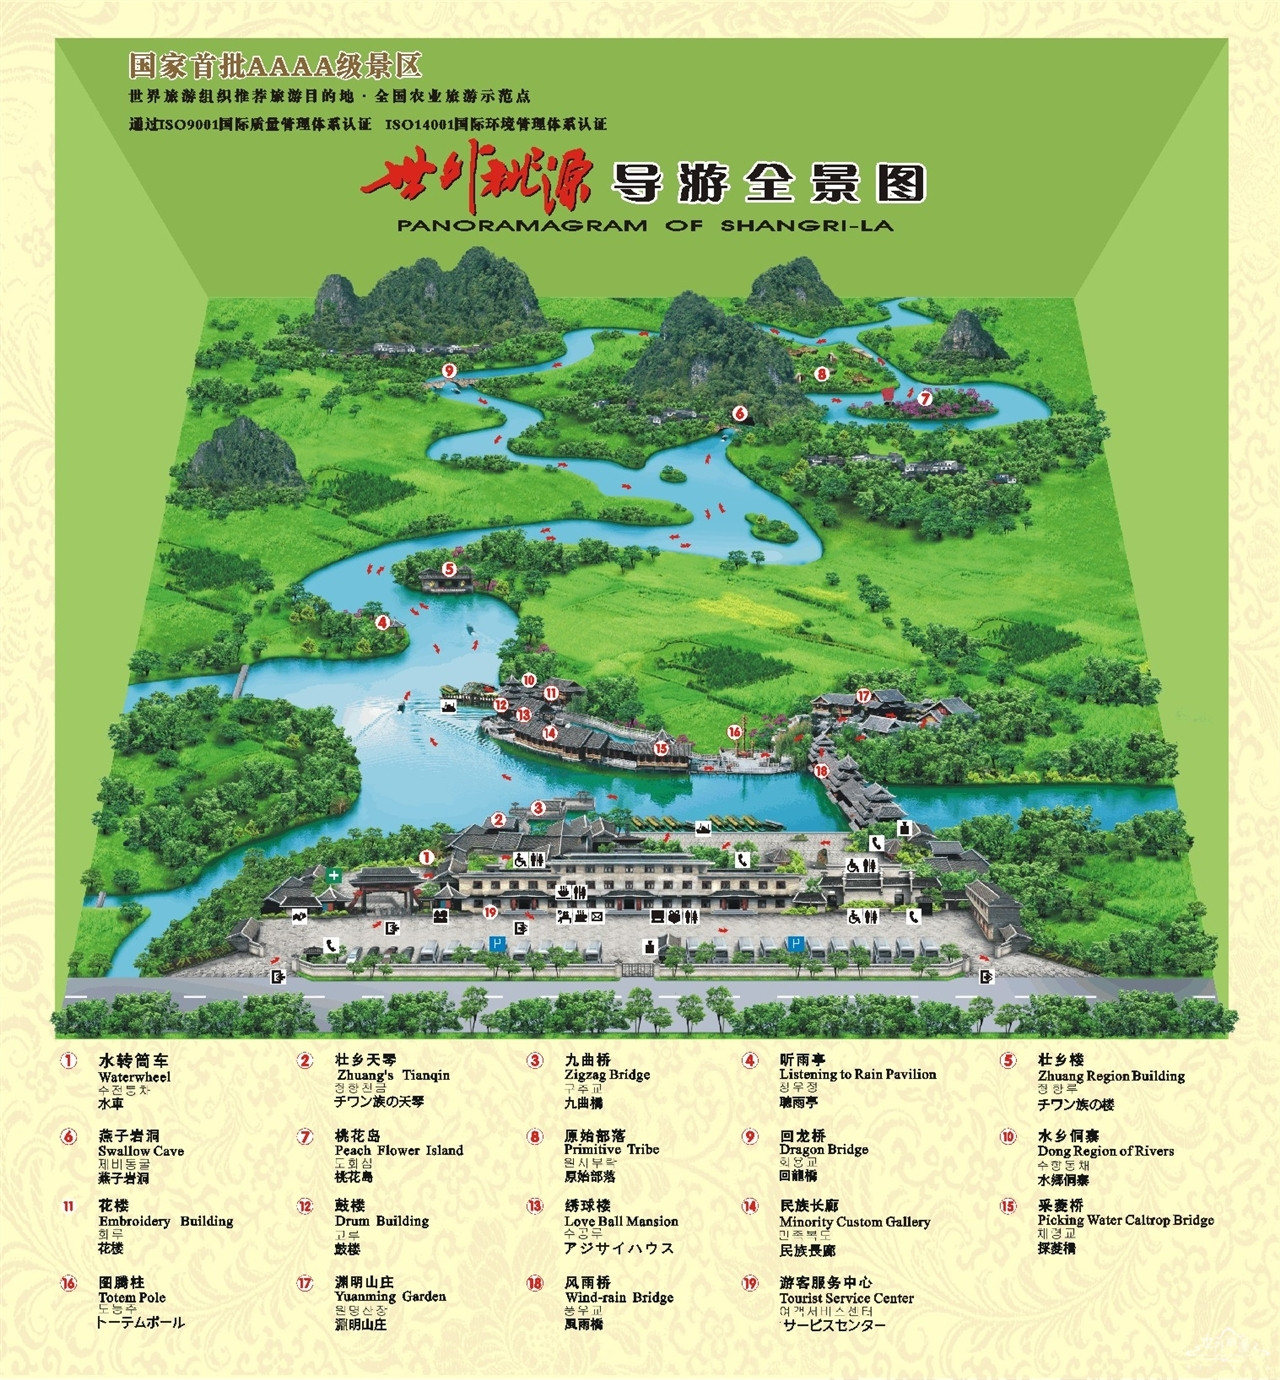 国家首批AAAA级景区
世界旅游组织推荐旅游目的地·全国农业旅游示范点
通过ISO9001国际质量管理体系认证 ISO14001国际环境管理体系认证
世外桃源 导游全景图
PANORAMAGRAM OF SHANGRI-LA
9
8
7
6
5
4
10
11
12
13
14
15
16
17
18
3
2
1
19
P
P
1 水转筒车
Waterwheel
수전통차
水車
2 壮乡天琴
Zhuang's Tianqin
정향천금
チワン族の天琴
3 九曲桥
Zigzag Bridge
구주교
九曲橋
4 听雨亭
Listening to Rain Pavilion
청우정
聴雨亭
5 壮乡楼
Zhuang Region Building
정향루
チワン族の楼
6 燕子岩洞
Swallow Cave
제비동굴
燕子岩洞
7 桃花岛
Peach Flower Island
도화섬
桃花島
8 原始部落
Primitive Tribe
원시부락
原始部落
9 回龙桥
Dragon Bridge
회용교
回龍橋
10 水乡侗寨
Dong Region of Rivers
수향동채
水郷侗寨
11 花楼
Embroidery Building
화루
花楼
12 鼓楼
Drum Building
고루
鼓楼
13 绣球楼
Love Ball Mansion
수공루
アジサイハウス
14 民族长廊
Minority Custom Gallery
민족복도
民族長廊
15 采菱桥
Picking Water Caltrop Bridge
채령교
探菱橋
16 图腾柱
Totem Pole
도능주
トーテムポール
17 渊明山庄
Yuanming Garden
원명산장
淵明山庄
18 风雨桥
Wind-rain Bridge
풍우교
風雨橋
19 游客服务中心
Tourist Service Center
여객서비스센터
サービスセンター